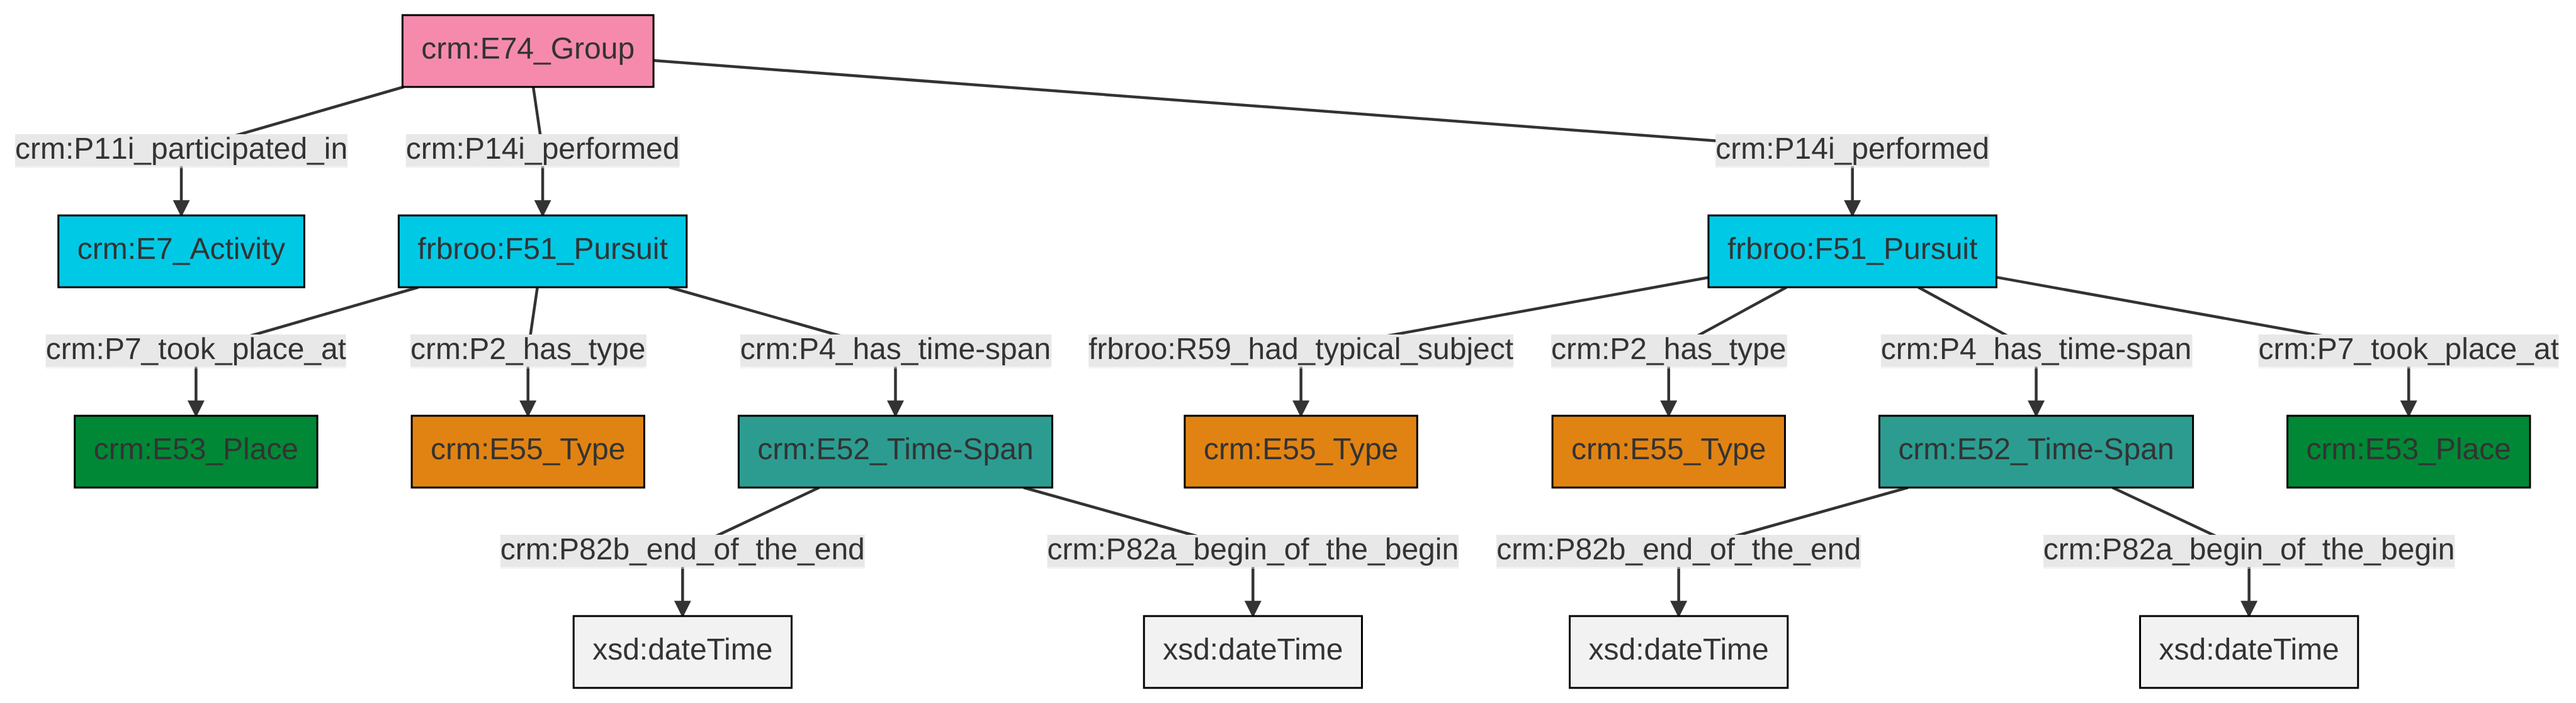 crm:E74_Group
crm:P11i_participated_in
crm:P14i_performed
crm:P14i_performed
crm:E7_Activity
frbroo:F51_Pursuit
frbroo:F51_Pursuit
crm:P7_took_place_at
crm:P2_has_type
crm:P4_has_time-span
frbroo:R59_had_typical_subject
crm:P2_has_type
crm:P4_has_time-span
crm:P7_took_place_at
crm:E53_Place
crm:E55_Type
crm:E52_Time-Span
crm:E55_Type
crm:E55_Type
crm:E52_Time-Span
crm:E53_Place
crm:P82b_end_of_the_end
crm:P82a_begin_of_the_begin
crm:P82b_end_of_the_end
crm:P82a_begin_of_the_begin
xsd:dateTime
xsd:dateTime
xsd:dateTime
xsd:dateTime